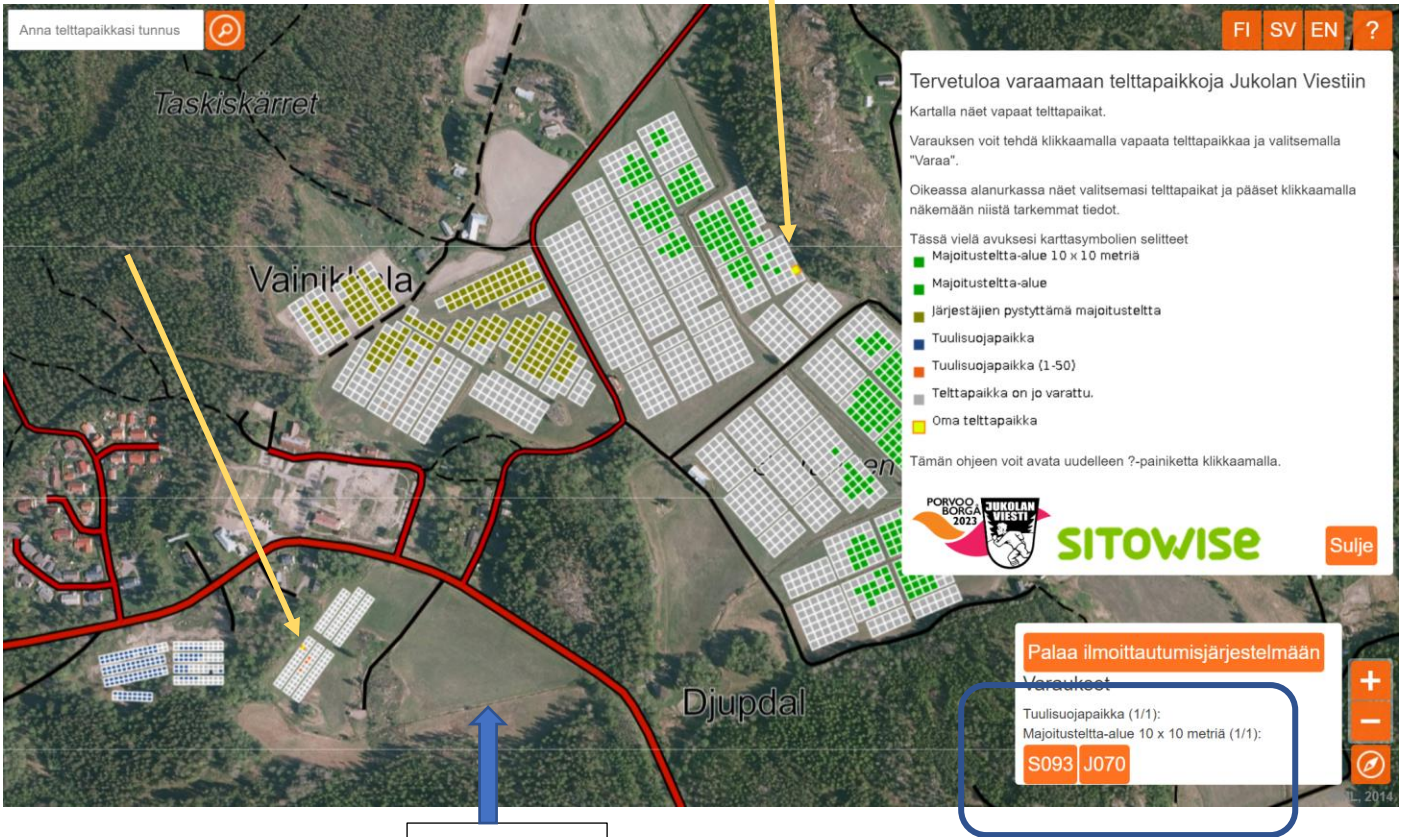 Anna telttapaikkasi tunnus
FI SV EN ?
Taskiskärret
Vainikkala
Djupdal
Tervetuloa varaamaan telttapaikkoja Jukolan Viestiin
Kartalla näet vapaat telttapaikat.
Varauksen voit tehdä klikkaamalla vapaata telttapaikkaa ja valitsemalla
"Varaa".
Oikeassa alanurkassa näet valitsemasi telttapaikat ja pääset klikkaamalla
näkemään niistä tarkemmat tiedot.
Tässä vielä avuksesi karttasymbolien selitteet
Majoitusteltta-alue 10 x 10 metriä
Majoitusteltta-alue
Järjestäjien pystyttämä majoitusteltta
Tuulisuojapaikka
Tuulisuojapaikka (1-50)
Telttapaikka on jo varattu.
Oma telttapaikka
Tämän ohjeen voit avata uudelleen ?-painiketta klikkaamalla.
PORVOO
BORGÅ
2023
JUKOLAN
VIESTI
SITOWISE
Sulje
Palaa ilmoittautumisjärjestelmään
Varaukset
Tuulisuojapaikka (1/1):
Majoitusteltta-alue 10 x 10 metriä (1/1):
S093 J070
+
−
2014